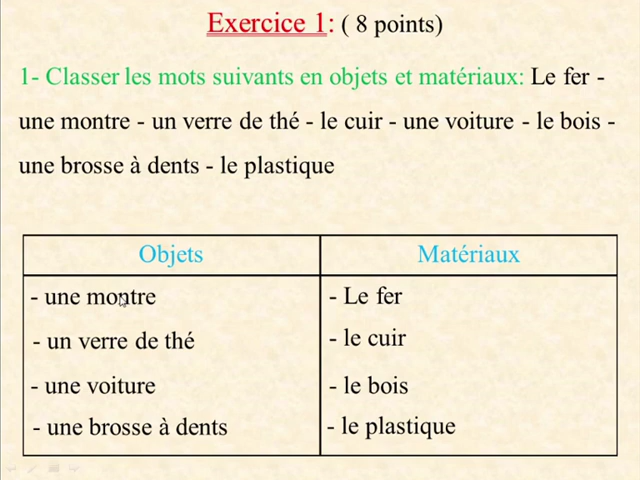 Exercice 1: ( 8 points)
1- Classer les mots suivants en objets et matériaux: Le fer -
une montre - un verre de thé - le cuir - une voiture - le bois -
une brosse à dents - le plastique
Objets Matériaux
- une montre - Le fer
- un verre de thé - le cuir
- une voiture - le bois
- une brosse à dents - le plastique